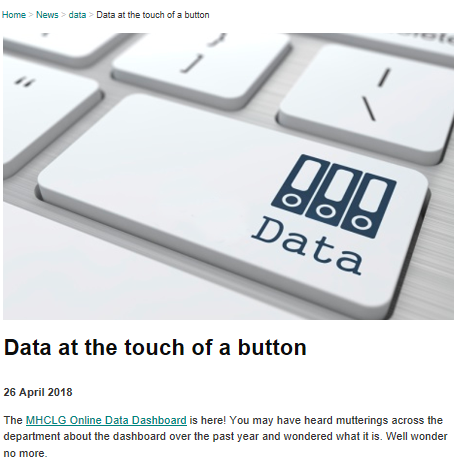 Home > News > data > Data at the touch of a button
Data
Data at the touch of a button
26 April 2018
The MHCLG Online Data Dashboard is here! You may have heard mutterings across the
department about the dashboard over the past year and wondered what it is. Well wonder
no more.